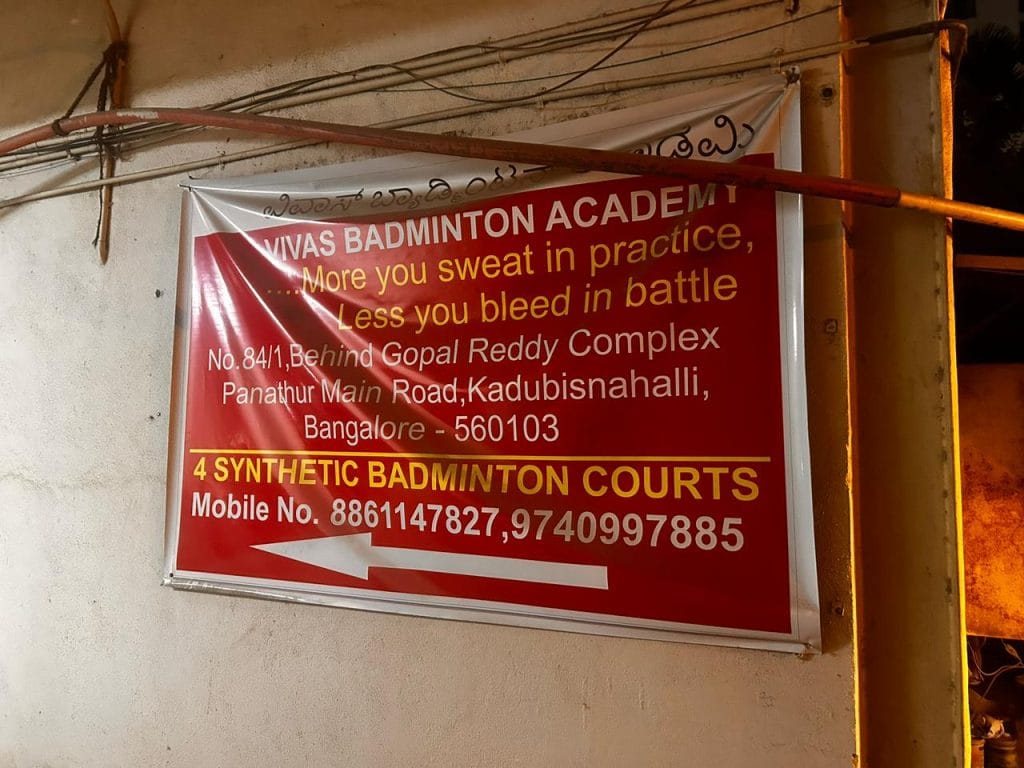 ವಿವಾಸ್ ಬ್ಯಾಡ್ಮಿಂಟನ್
VIVAS BADMINTON ACADEMY
....More you sweat in practice,
Less you bleed in battle
No.84/1,Behind Gopal Reddy Complex
Panathur Main Road,Kadubisnahalli,
Bangalore - 560103
4 SYNTHETIC BADMINTON COURTS
Mobile No. 8861147827,9740997885